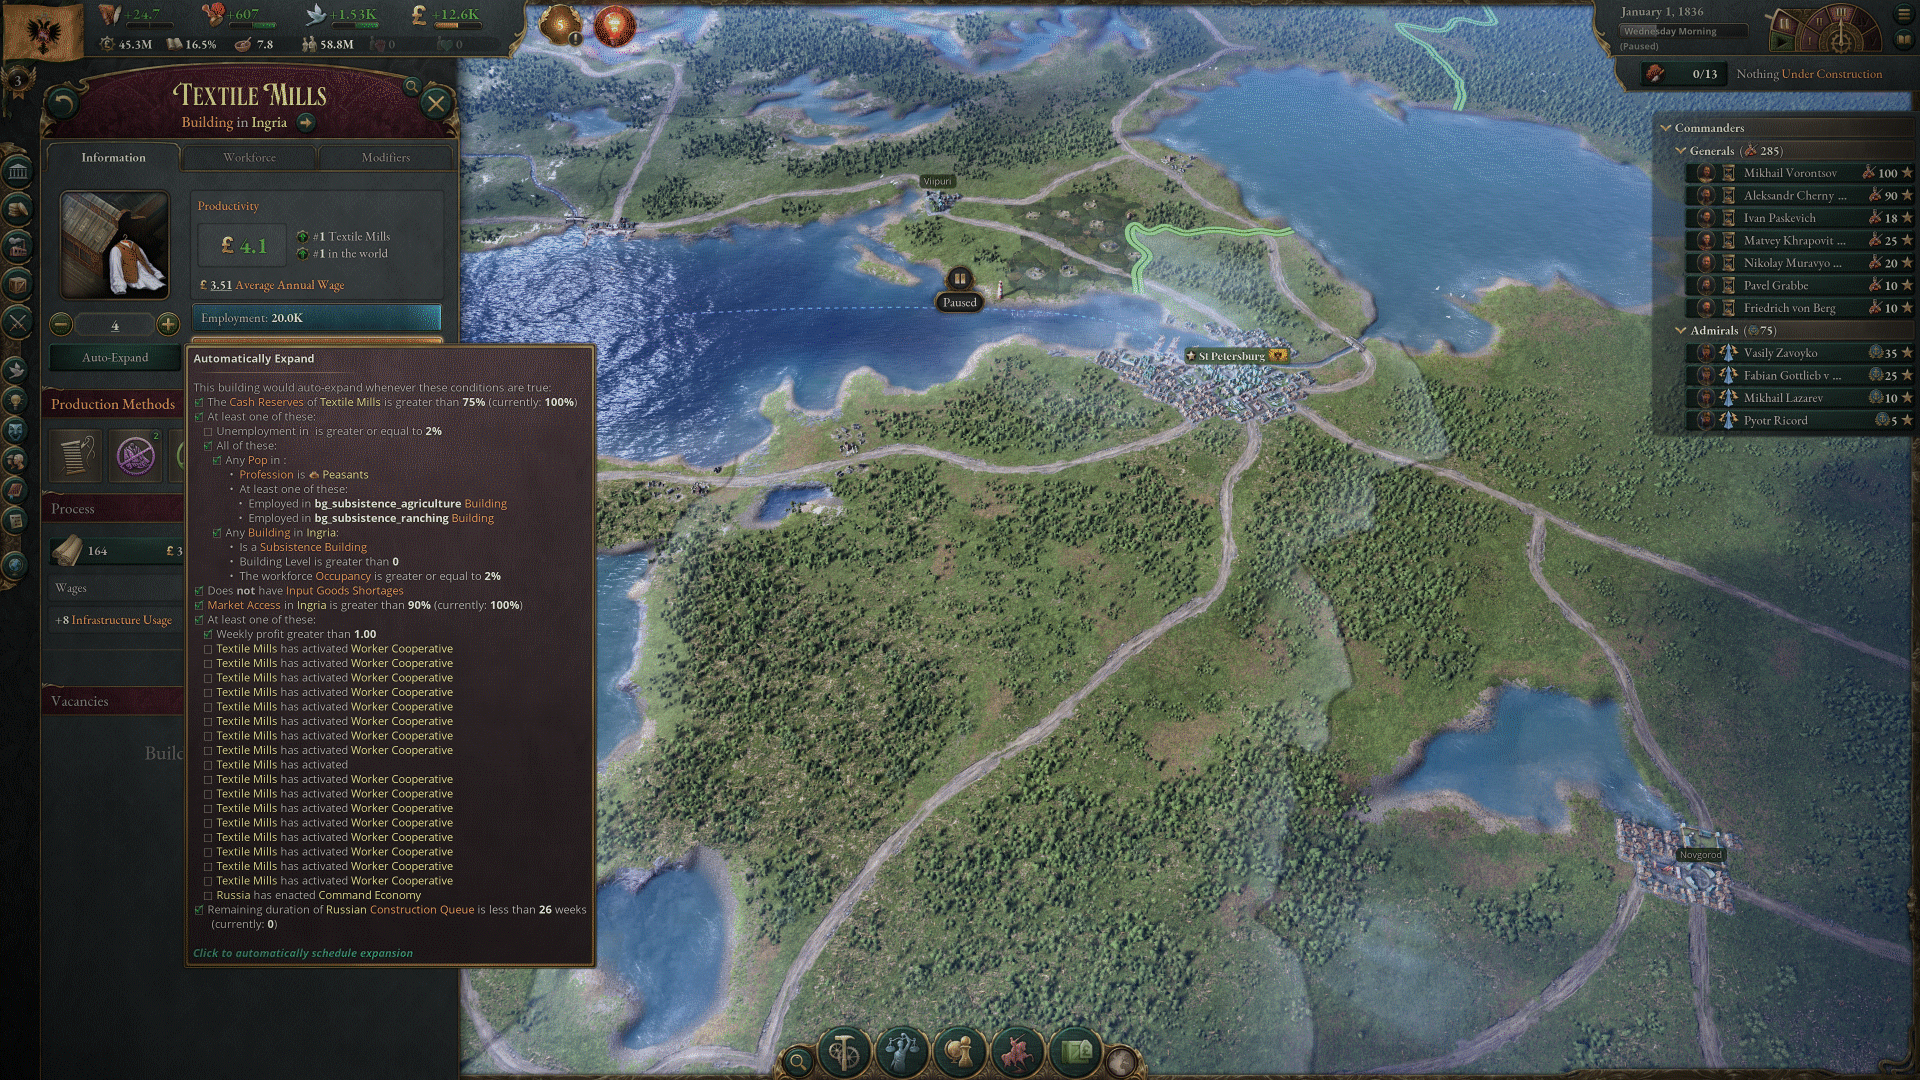 +24.7
+607
+1.53K
+12.6K
45.3M
16.5%
7.8
58.8M
0
0
5
3
January 1, 1836
Wednesday Morning
(Paused)
0/13
Nothing Under Construction
Textile Mills
Building in Ingria
Information
Workforce
Modifiers
Productivity
£ 4.1
#1 Textile Mills
#1 in the world
£ 3.51 Average Annual Wage
4
Employment: 20.0K
Auto-Expand
Production Methods
2
Process
164
£ 3
Wages
+8 Infrastructure Usage
Vacancies
Build
Automatically Expand
This building would auto-expand whenever these conditions are true:
The Cash Reserves of Textile Mills is greater than 75% (currently: 100%)
At least one of these:
Unemployment in is greater or equal to 2%
All of these:
Any Pop in :
• Profession is Peasants
• At least one of these:
• Employed in bg_subsistence_agriculture Building
• Employed in bg_subsistence_ranching Building
Any Building in Ingria:
• Is a Subsistence Building
• Building Level is greater than 0
• The workforce Occupancy is greater or equal to 2%
Does not have Input Goods Shortages
Market Access in Ingria is greater than 90% (currently: 100%)
At least one of these:
Weekly profit greater than 1.00
Textile Mills has activated Worker Cooperative
Textile Mills has activated Worker Cooperative
Textile Mills has activated Worker Cooperative
Textile Mills has activated Worker Cooperative
Textile Mills has activated Worker Cooperative
Textile Mills has activated Worker Cooperative
Textile Mills has activated Worker Cooperative
Textile Mills has activated Worker Cooperative
Textile Mills has activated
Textile Mills has activated Worker Cooperative
Textile Mills has activated Worker Cooperative
Textile Mills has activated Worker Cooperative
Textile Mills has activated Worker Cooperative
Textile Mills has activated Worker Cooperative
Textile Mills has activated Worker Cooperative
Textile Mills has activated Worker Cooperative
Textile Mills has activated Worker Cooperative
Russia has enacted Command Economy
Remaining duration of Russian Construction Queue is less than 26 weeks
(currently: 0)
Click to automatically schedule expansion
Viipuri
Paused
St Petersburg
Novgorod
Commanders
Generals (285)
Mikhail Vorontsov 100
Aleksandr Cherny ... 90
Ivan Paskevich 18
Matvey Khrapovit ... 25
Nikolay Muravyo ... 20
Pavel Grabbe 10
Friedrich von Berg 10
Admirals (75)
Vasily Zavoyko 35
Fabian Gottlieb v ... 25
Mikhail Lazarev 10
Pyotr Ricord 5